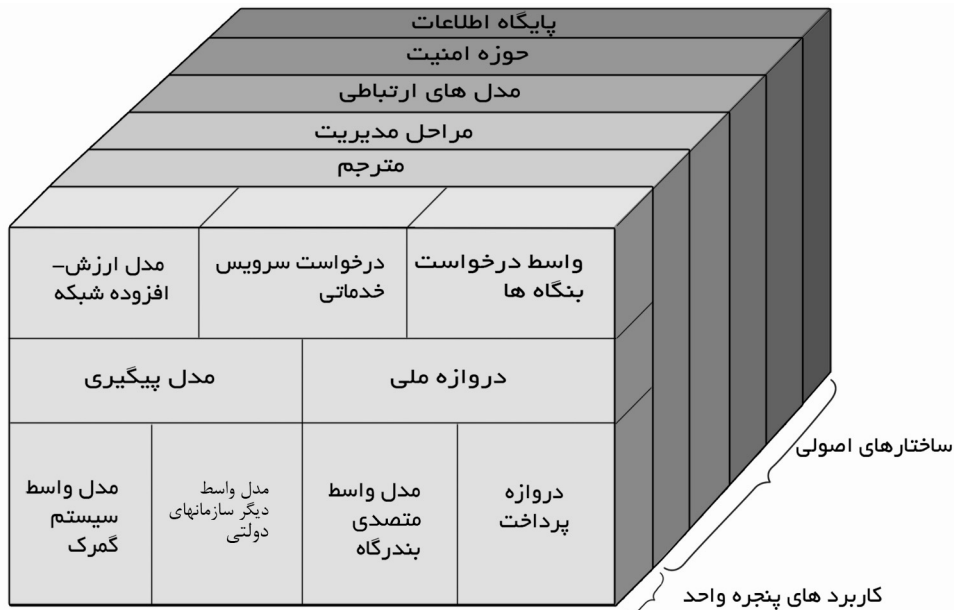 پایگاه اطلاعات
حوزه امنیت
مدل های ارتباطی
مراحل مدیریت
مترجم
واسط درخواست
بنگاه ها
درخواست سرویس
خدماتی
مدل ارزش–
افزوده شبکه
دروازه ملی
مدل پیگیری
دروازه
پرداخت
مدل واسط
متصدی
بندرگاه
مدل واسط
دیگر سازمانهای
دولتی
مدل واسط
سیستم
گمرک
ساختارهای اصولی
کاربرد های پنجره واحد